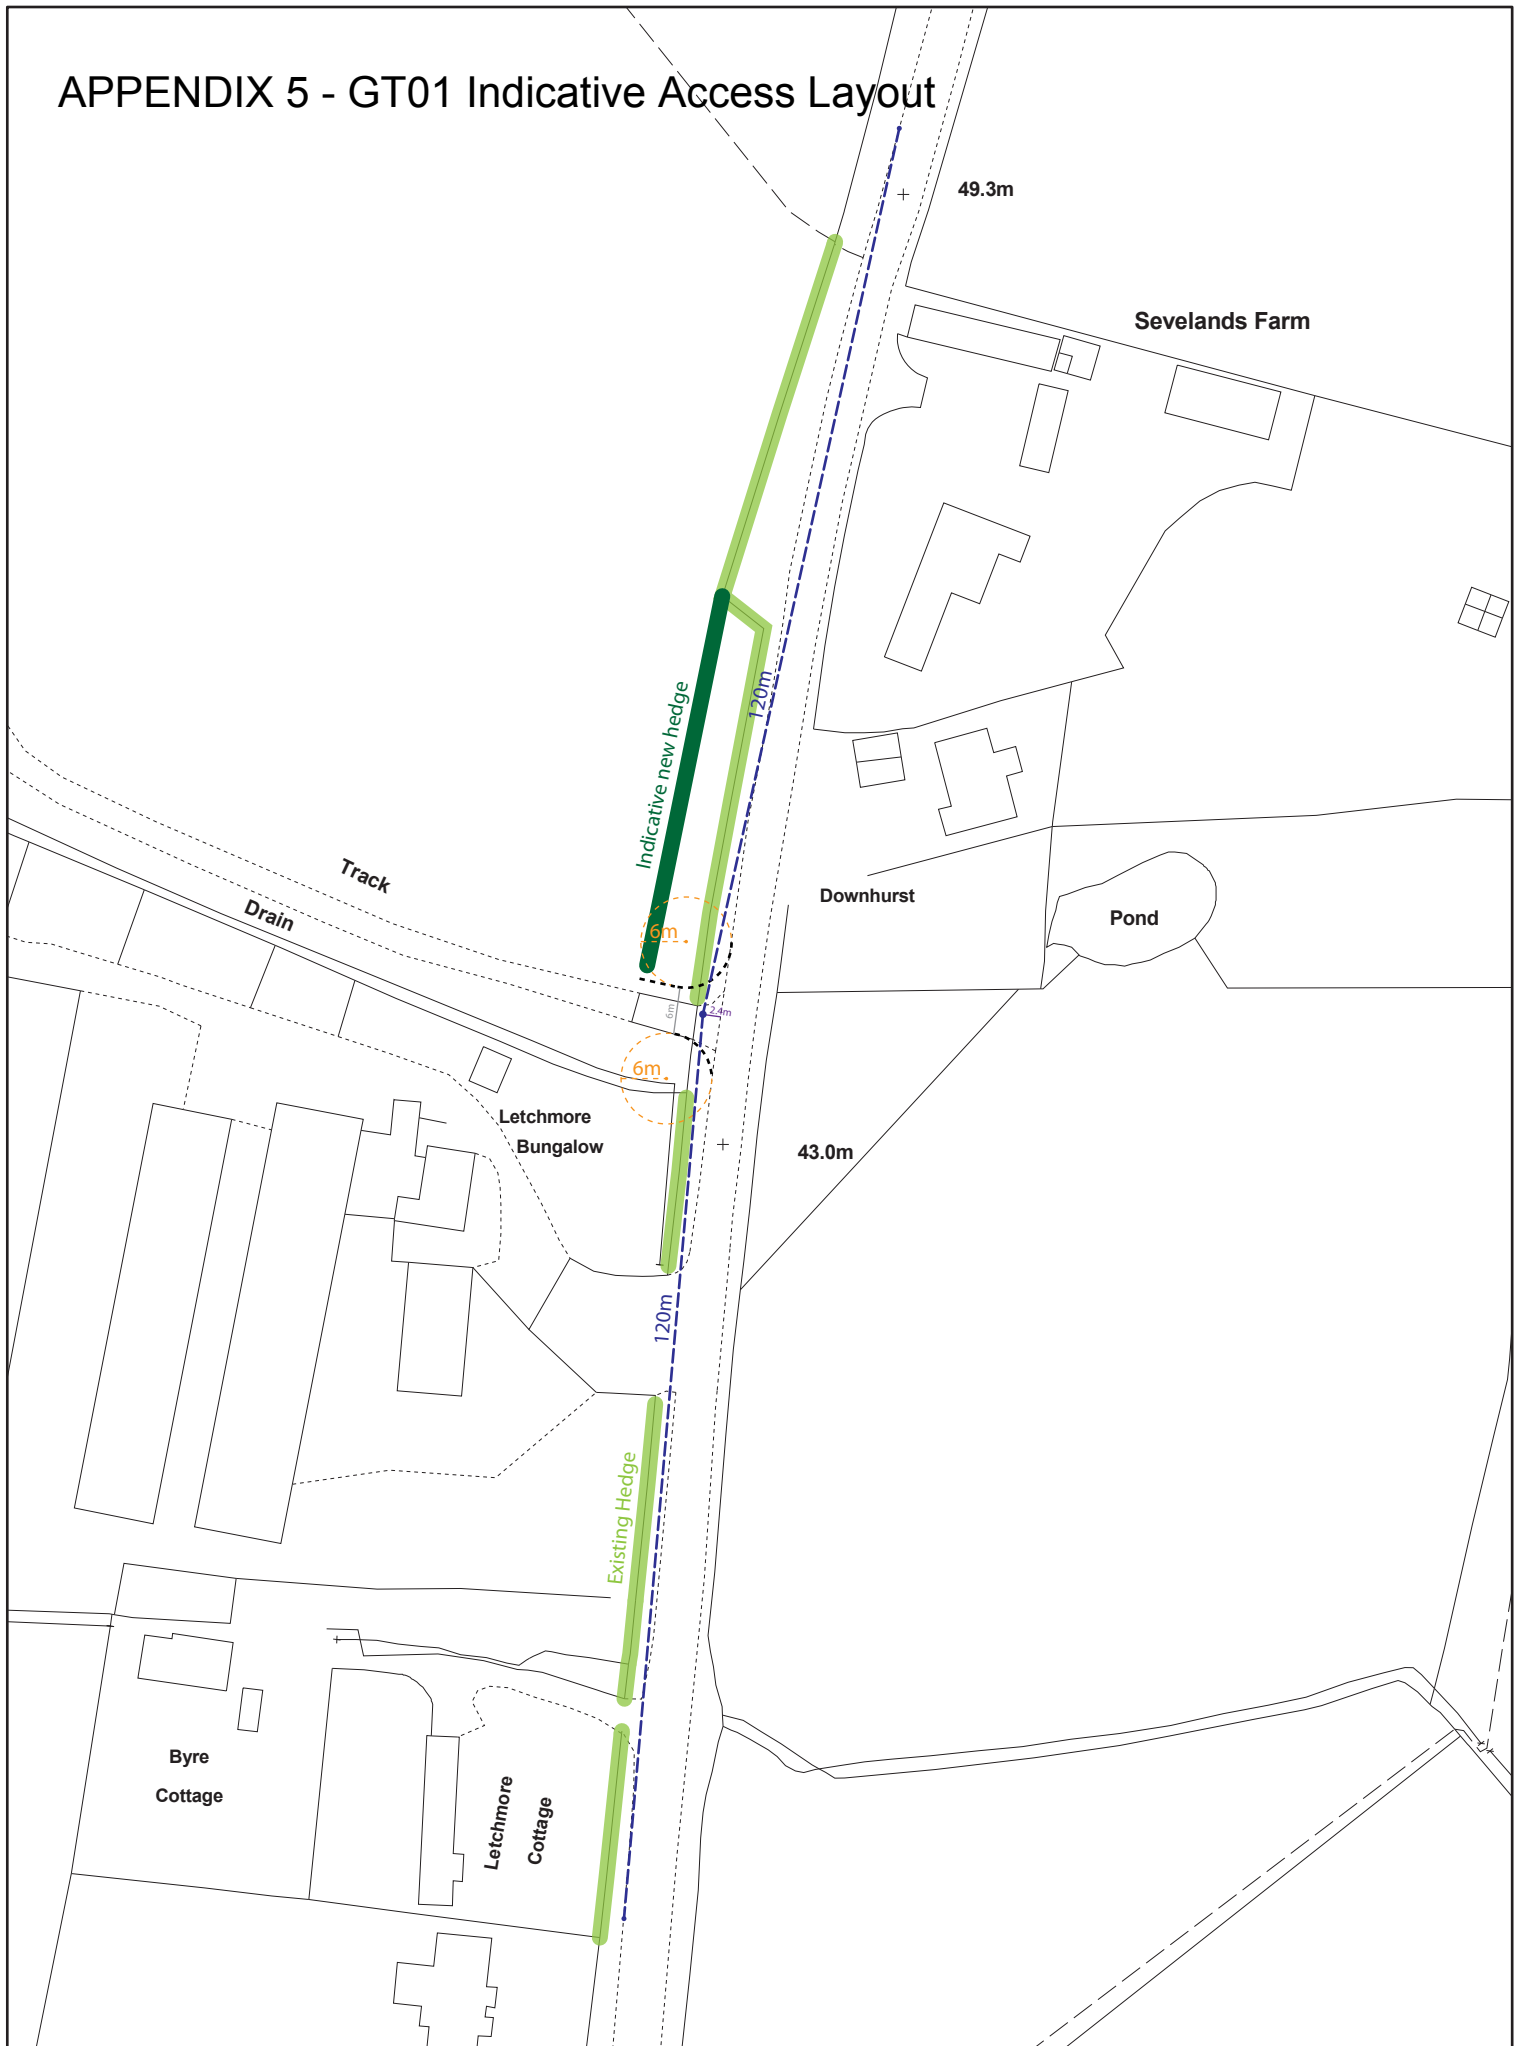 APPENDIX 5 - GT01 Indicative Access Layout
49.3m
Sevelands Farm
120m
Indicative new hedge
Track
Drain
Downhurst
Pond
6m
6m
2.4m
6m
Letchmore
Bungalow
43.0m
120m
Existing Hedge
Byre
Cottage
Letchmore
Cottage